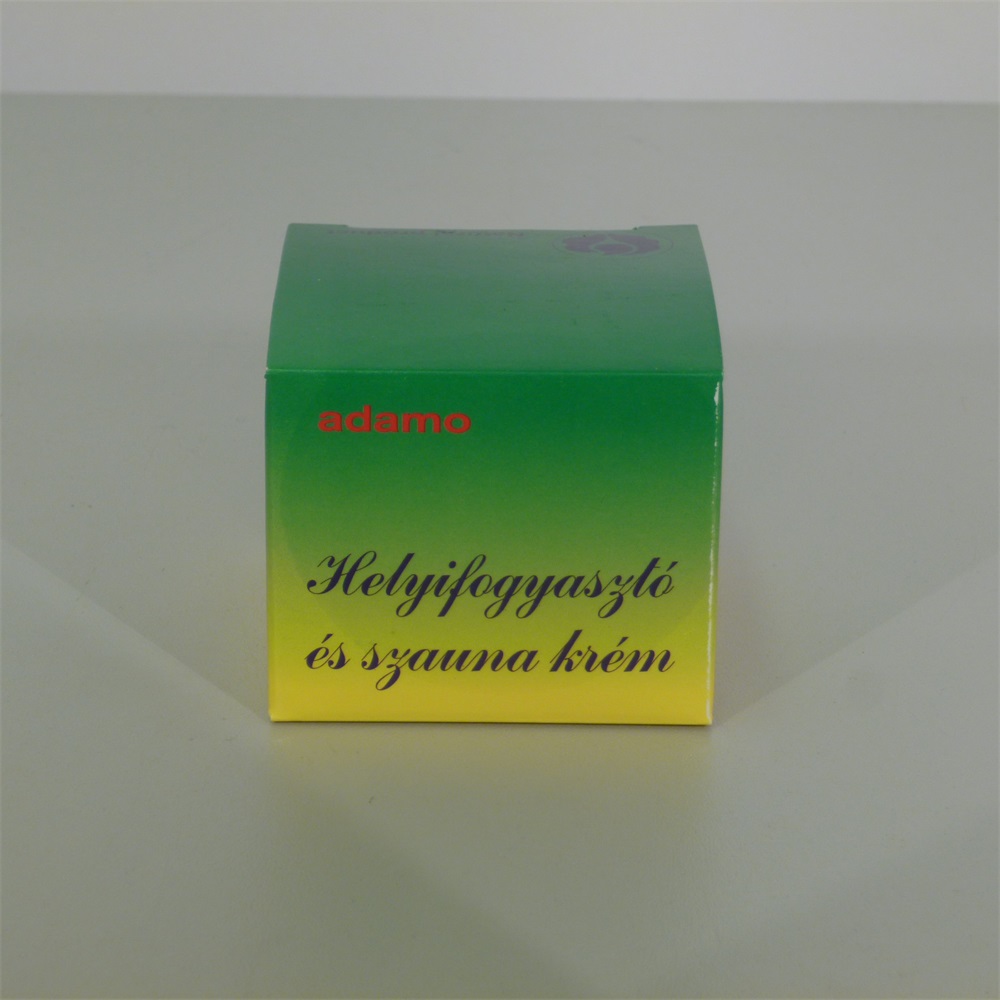 adamo
Helyifogyasztó
és szauna krém